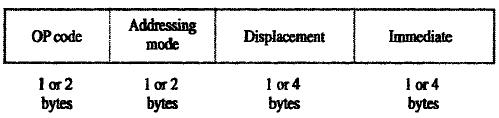 OP code
Addressing
mode
Displacement
Immediate
1 or 2
bytes
1 or 2
bytes
1 or 4
bytes
1 or 4
bytes